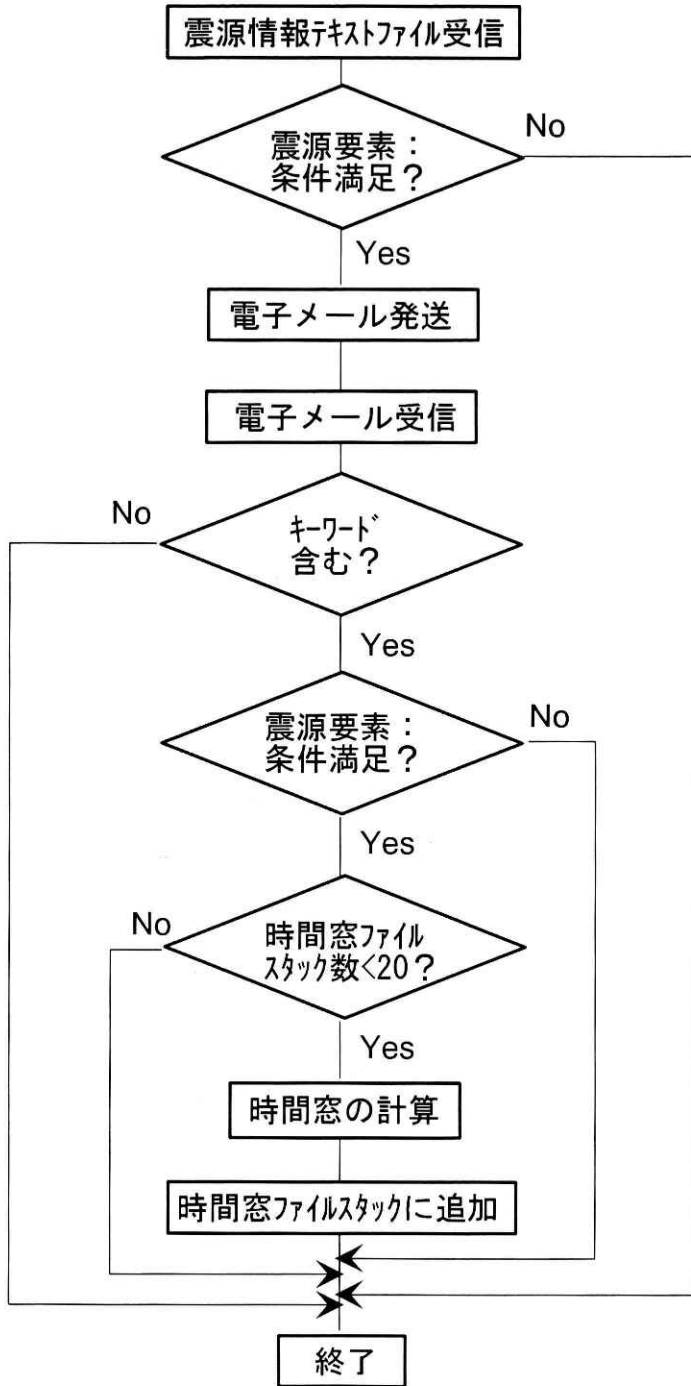 震源情報ﾃｷｽﾄﾌｧｲﾙ受信
震源要素：
条件満足？
No
Yes
電子メール発送
電子メール受信
No
ｷｰﾜｰﾄﾞ
含む？
Yes
震源要素：
条件満足？
No
Yes
No
時間窓ﾌｧｲﾙ
ｽﾀｯｸ数<20？
Yes
時間窓の計算
時間窓ﾌｧｲﾙｽﾀｯｸに追加
終了